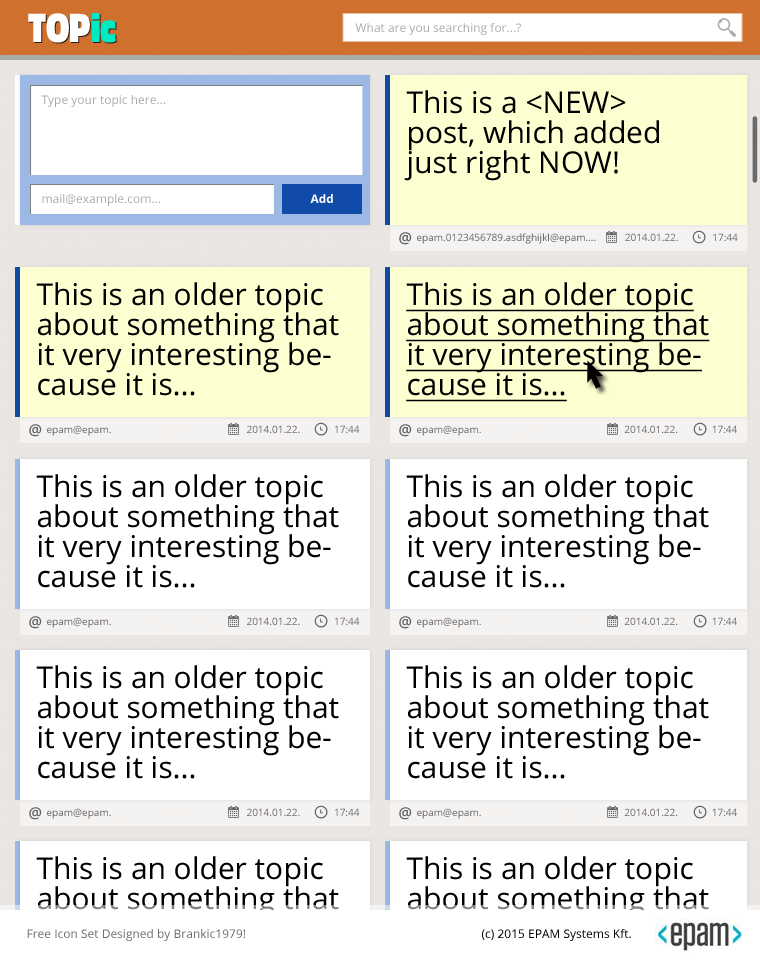 TOPic
What are you searching for...?
Type your topic here...
mail@example.com...
Add
This is a <NEW>
post, which added
just right NOW!
@ epam.0123456789.asdfghijkl@epam....
2014.01.22.
17:44
This is an older topic
about something that
it very interesting be-
cause it is...
@ epam@epam.
2014.01.22.
17:44
This is an older topic
about something that
it very interesting be-
cause it is...
@ epam@epam.
2014.01.22.
17:44
This is an older topic
about something that
it very interesting be-
cause it is...
@ epam@epam.
2014.01.22.
17:44
This is an older topic
about something that
it very interesting be-
cause it is...
@ epam@epam.
2014.01.22.
17:44
This is an older topic
about something that
it very interesting be-
cause it is...
@ epam@epam.
2014.01.22.
17:44
This is an older topic
about something that
it very interesting be-
cause it is...
@ epam@epam.
2014.01.22.
17:44
This is an older topic
about something that
This is an older topic
about something that
Free Icon Set Designed by Brankic1979!
(c) 2015 EPAM Systems Kft.
<epam>